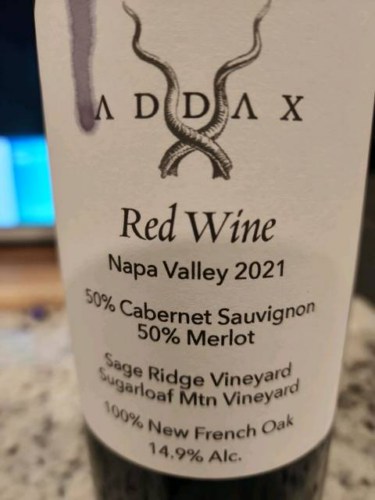 ADDAX
Red Wine
Napa Valley 2021
50% Cabernet Sauvignon
50% Merlot
Sage Ridge Vineyard
Sugarloaf Mtn Vineyard
100% New French Oak
14.9% Alc.